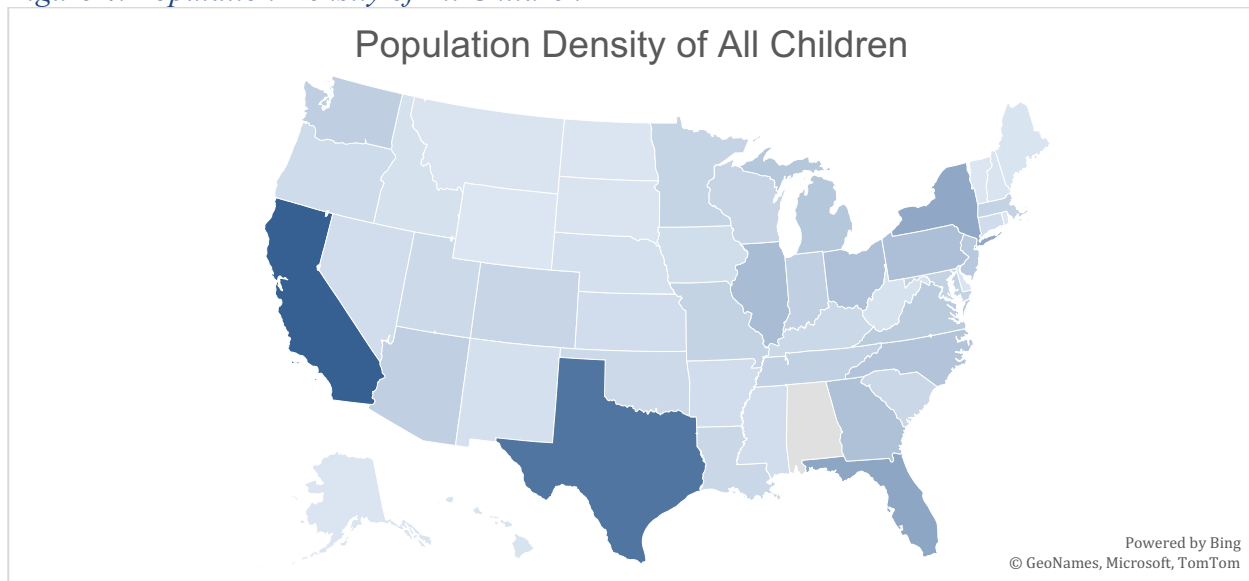 Population Density of All Children
Powered by Bing
© GeoNames, Microsoft, TomTom